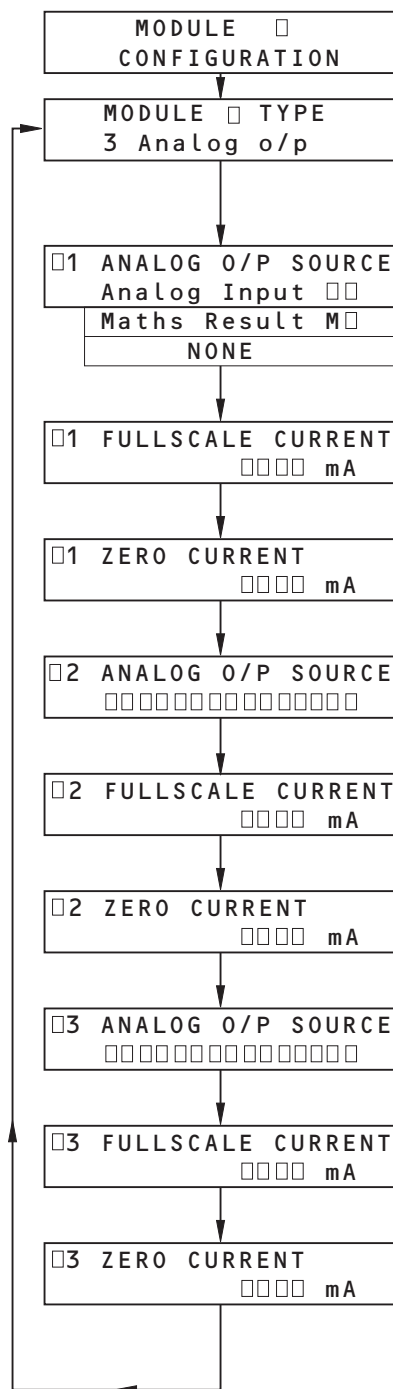 MODULE □
CONFIGURATION
MODULE □ TYPE
3 Analog o/p
□1 ANALOG O/P SOURCE
Analog Input □□
Maths Result M□
NONE
□1 FULLSCALE CURRENT
□□□□ mA
□1 ZERO CURRENT
□□□□ mA
□2 ANALOG O/P SOURCE
□□□□□□□□□□□□□□□
□2 FULLSCALE CURRENT
□□□□ mA
□2 ZERO CURRENT
□□□□ mA
□3 ANALOG O/P SOURCE
□□□□□□□□□□□□□□□
□3 FULLSCALE CURRENT
□□□□ mA
□3 ZERO CURRENT
□□□□ mA